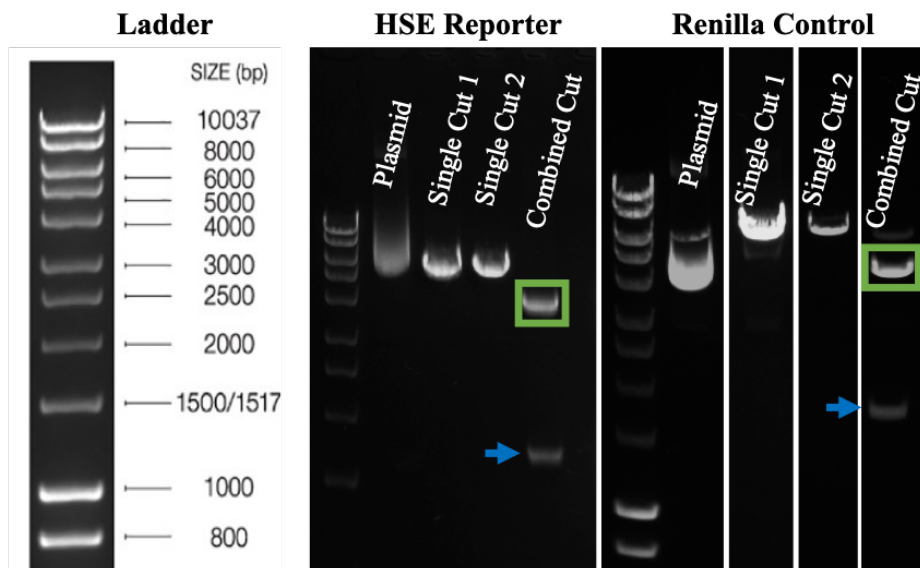 Ladder
HSE Reporter
Renilla Control
SIZE (bp)
10037
8000
6000
5000
4000
3000
2500
2000
1500/1517
1000
800
Plasmid
Single Cut 1
Single Cut 2
Combined Cut
Plasmid
Single Cut 1
Single Cut 2
Combined Cut